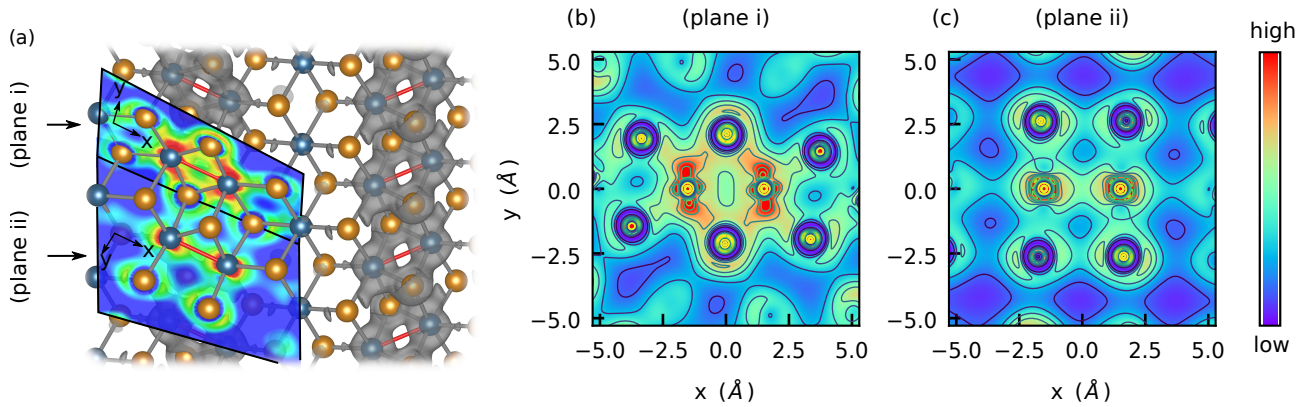 (a)
(plane i)
(plane ii)
y
x
x
y
(b)
(plane i)
5.0
2.5
0.0
−2.5
−5.0
y (Å)
−5.0 −2.5 0.0 2.5 5.0
x (Å)
(c)
(plane ii)
5.0
2.5
0.0
−2.5
−5.0
−5.0 −2.5 0.0 2.5 5.0
x (Å)
high
low